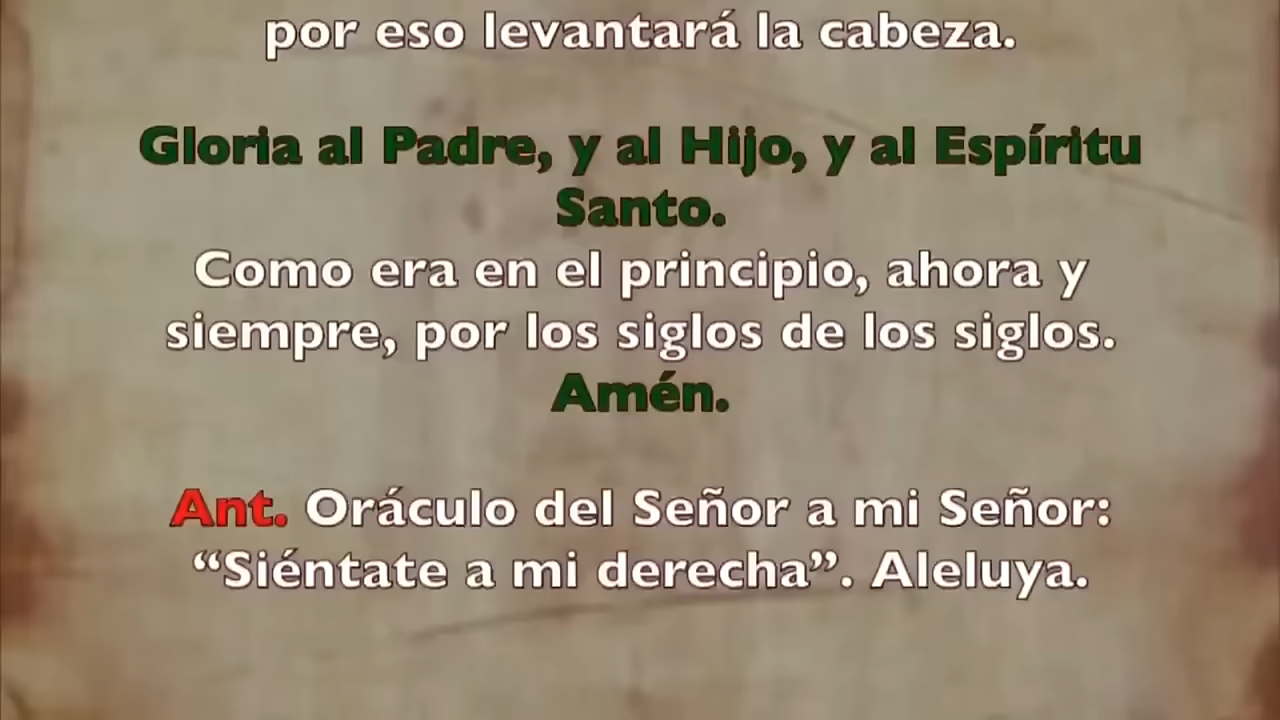 por eso levantará la cabeza.
Gloria al Padre, y al Hijo, y al Espíritu
Santo.
Como era en el principio, ahora y
siempre, por los siglos de los siglos.
Amén.
Ant. Oráculo del Señor a mi Señor:
“Siéntate a mi derecha”. Aleluya.